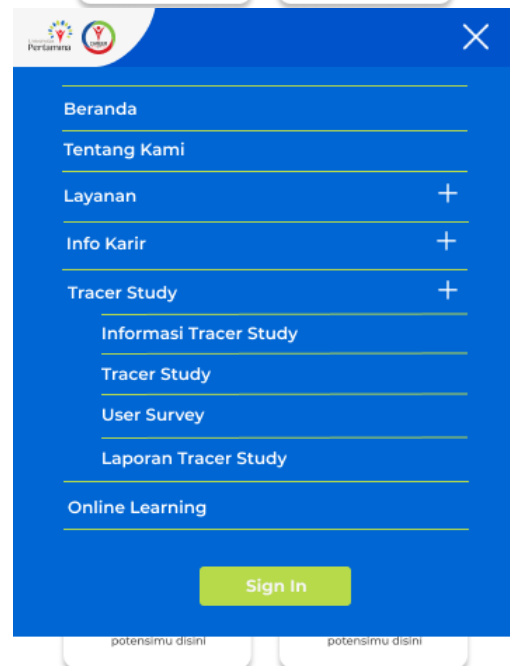 Pertamina
Beranda
Tentang Kami
Layanan
Info Karir
Tracer Study
Informasi Tracer Study
Tracer Study
User Survey
Laporan Tracer Study
Online Learning
Sign In
potensimu disini
potensimu disini